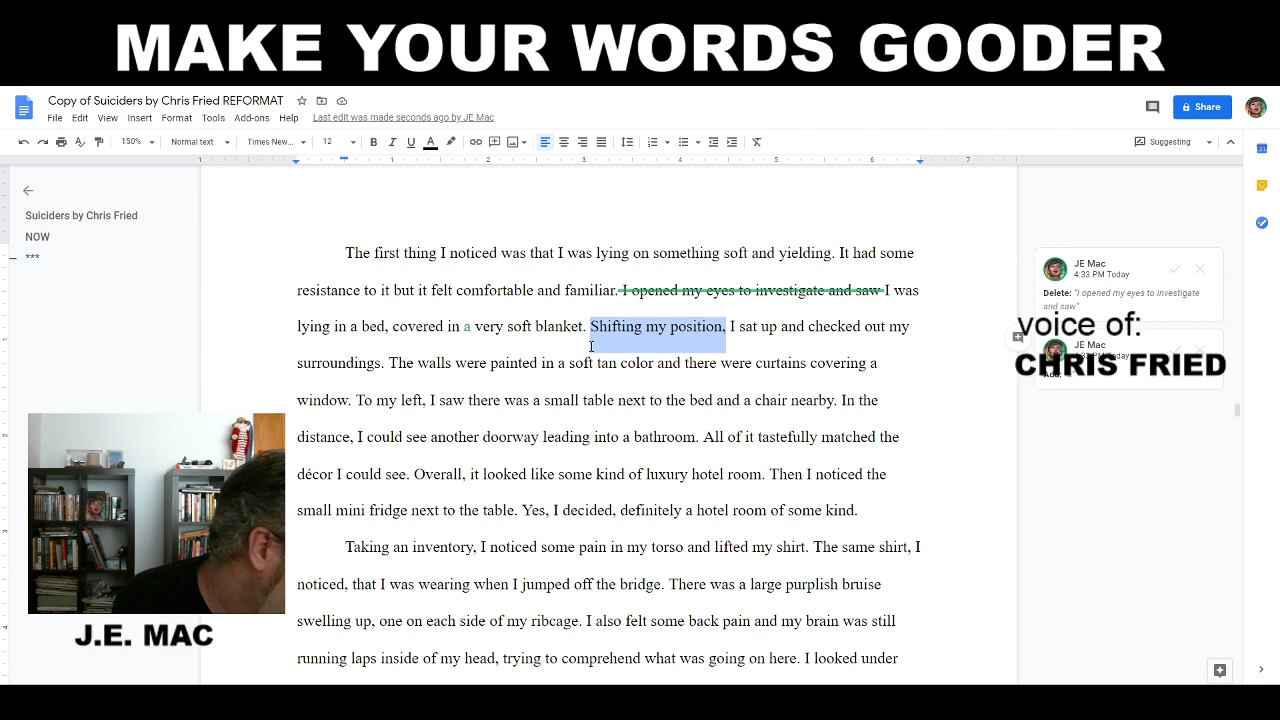 MAKE YOUR WORDS GOODER
Copy of Suiciders by Chris Fried REFORMAT
File Edit View Insert Format Tools Add-ons Help Last edit was made seconds ago by JE Mac
Share
150% Normal text Times New... 12 B I U A Suggesting
1 1 2 3 4 5 6 7
Suiciders by Chris Fried
NOW
***
The first thing I noticed was that I was lying on something soft and yielding. It had some
resistance to it but it felt comfortable and familiar. I opened my eyes to investigate and saw I was
lying in a bed, covered in a very soft blanket. Shifting my position, I sat up and checked out my
surroundings. The walls were painted in a soft tan color and there were curtains covering a
window. To my left, I saw there was a small table next to the bed and a chair nearby. In the
distance, I could see another doorway leading into a bathroom. All of it tastefully matched the
décor I could see. Overall, it looked like some kind of luxury hotel room. Then I noticed the
small mini fridge next to the table. Yes, I decided, definitely a hotel room of some kind.
Taking an inventory, I noticed some pain in my torso and lifted my shirt. The same shirt, I
noticed, that I was wearing when I jumped off the bridge. There was a large purplish bruise
swelling up, one on each side of my ribcage. I also felt some back pain and my brain was still
running laps inside of my head, trying to comprehend what was going on here. I looked under
JE Mac
4:33 PM Today
Delete: "I opened my eyes to investigate
and saw"
voice of:
JE Mac
4:33 PM Today
CHRIS FRIED
J.E. MAC